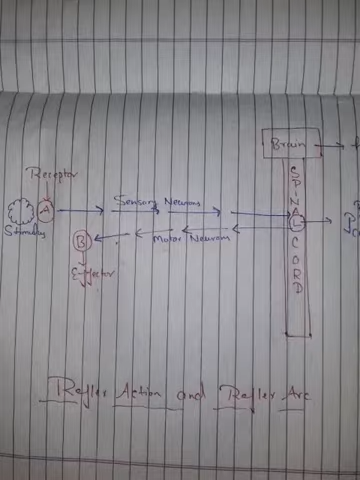 Brain
Receptor
A
Sensory Neurons
Stimulus
B
Motor Neurons
Effector
SPINAL CORD
Reflex Action and Reflex Arc